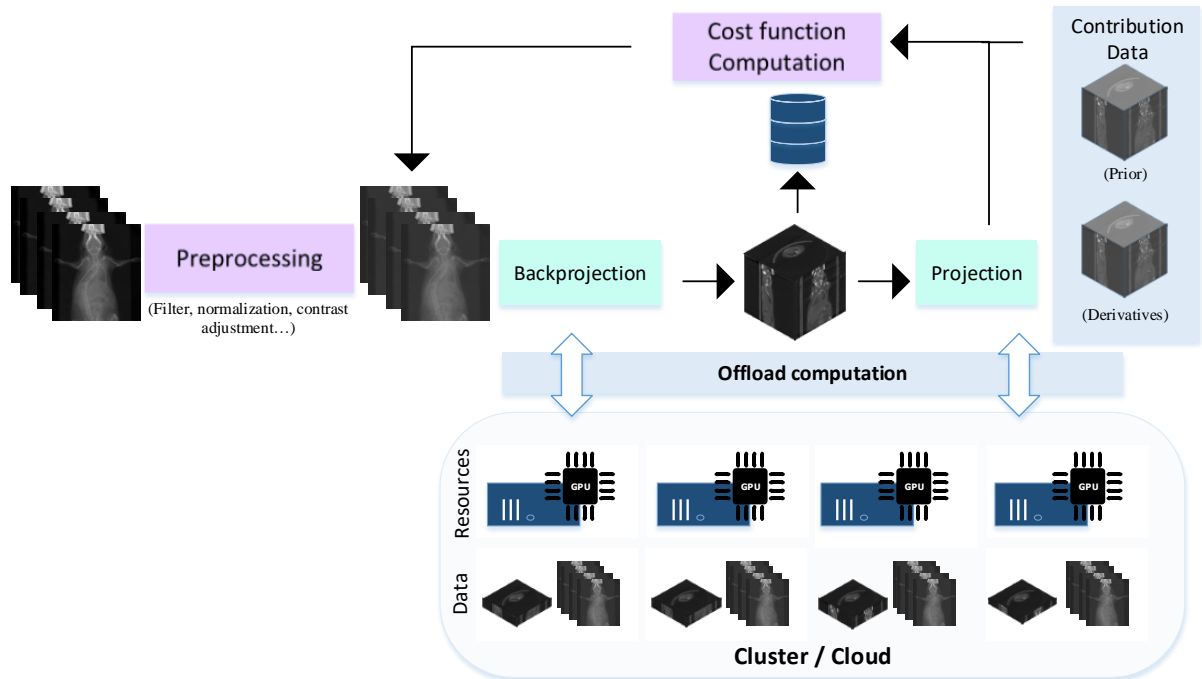 Cost function
Computation
Contribution
Data
(Prior)
(Derivatives)
Preprocessing
(Filter, normalization, contrast
adjustment…)
Backprojection
Projection
Offload computation
Resources
GPU
GPU
GPU
GPU
Data
Cluster / Cloud